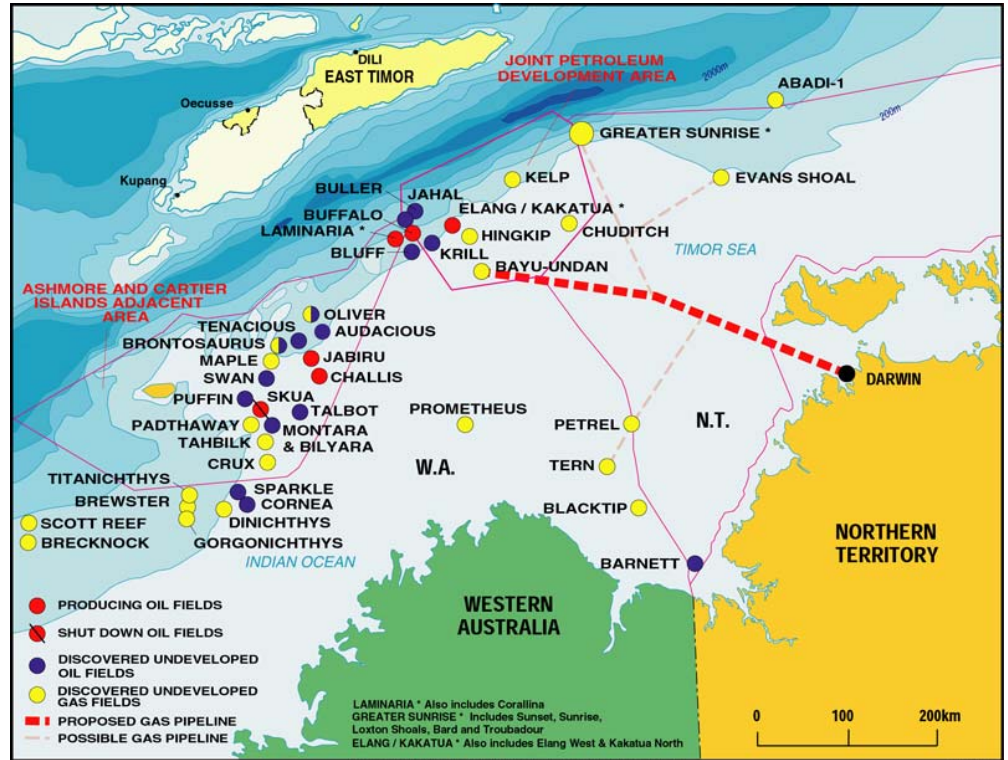 DILI
EAST TIMOR
Oecusse
Kupang
JOINT PETROLEUM
DEVELOPMENT AREA
2000m
200m
ABADI-1
GREATER SUNRISE *
KELP
EVANS SHOAL
BULLER
JAHAL
BUFFALO
ELANG / KAKATUA *
LAMINARIA *
HINGKIP
CHUDITCH
BLUFF
KRILL
BAYU-UNDAN
TIMOR SEA
ASHMORE AND CARTIER
ISLANDS ADJACENT
AREA
OLIVER
TENACIOUS
AUDACIOUS
BRONTOSAURUS
MAPLE
JABIRU
SWAN
CHALLIS
PUFFIN
SKUA
TALBOT
PADTHAWAY
MONTARA
& BILYARA
TAHBILK
CRUX
PROMETHEUS
PETREL
N.T.
DARWIN
W.A.
TERN
TITANICHTHYS
SPARKLE
BREWSTER
CORNEA
SCOTT REEF
DINICHTHYS
BRECKNOCK
GORGONICHTHYS
BLACKTIP
INDIAN OCEAN
BARNETT
NORTHERN
TERRITORY
WESTERN
AUSTRALIA
PRODUCING OIL FIELDS
SHUT DOWN OIL FIELDS
DISCOVERED UNDEVELOPED
OIL FIELDS
DISCOVERED UNDEVELOPED
GAS FIELDS
PROPOSED GAS PIPELINE
POSSIBLE GAS PIPELINE
LAMINARIA * Also includes Corallina
GREATER SUNRISE * Includes Sunset, Sunrise,
Loxton Shoals, Bard and Troubadour
ELANG / KAKATUA * Also includes Elang West & Kakatua North
0 100 200km